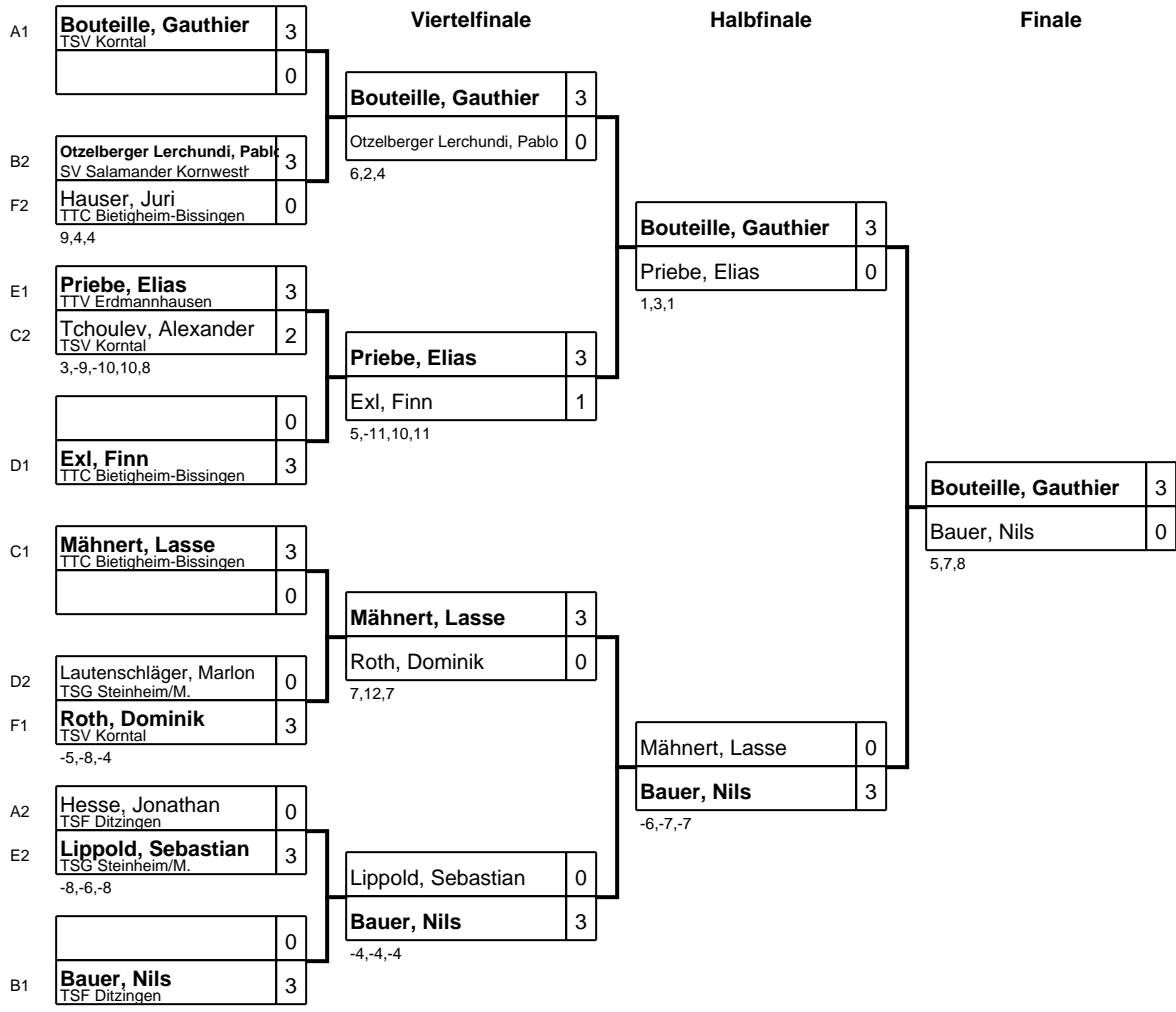 Viertelfinale
Halbfinale
Finale
A1
Bouteille, Gauthier 3
TSV Korntal
0
B2
Otzelberger Lerchundi, Pablo 3
SV Salamander Kornwesth
F2
Hauser, Juri 0
TTC Bietigheim-Bissingen
9,4,4
E1
Priebe, Elias 3
TTV Erdmannhausen
C2
Tchoulev, Alexander 2
TSV Korntal
3,-9,-10,10,8
0
D1
Exl, Finn 3
TTC Bietigheim-Bissingen
C1
Mähnert, Lasse 3
TTC Bietigheim-Bissingen
0
D2
Lautenschläger, Marlon 0
TSG Steinheim/M.
F1
Roth, Dominik 3
TSV Korntal
-5,-8,-4
A2
Hesse, Jonathan 0
TSF Ditzingen
E2
Lippold, Sebastian 3
TSG Steinheim/M.
-8,-6,-8
0
B1
Bauer, Nils 3
TSF Ditzingen
Bouteille, Gauthier 3
Otzelberger Lerchundi, Pablo 0
6,2,4
Priebe, Elias 3
Exl, Finn 1
5,-11,10,11
Mähnert, Lasse 3
Roth, Dominik 0
7,12,7
Lippold, Sebastian 0
Bauer, Nils 3
-4,-4,-4
Bouteille, Gauthier 3
Priebe, Elias 0
1,3,1
Mähnert, Lasse 0
Bauer, Nils 3
-6,-7,-7
Bouteille, Gauthier 3
Bauer, Nils 0
5,7,8